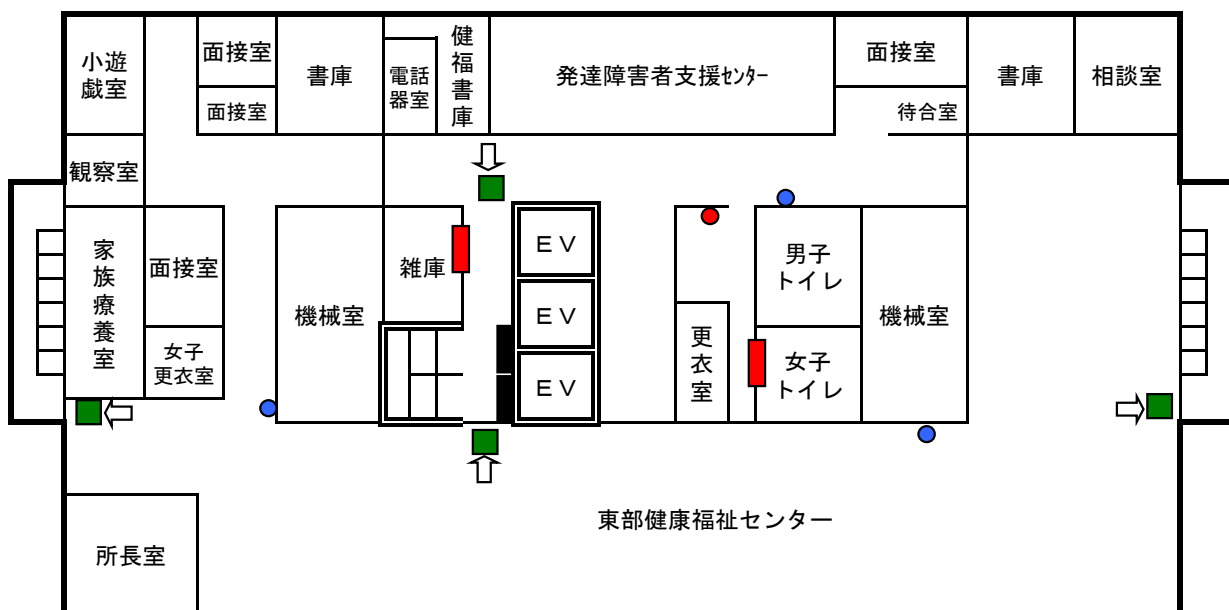 小遊
戯室
面接室
面接室
書庫
電話
器室
健
福
書
庫
発達障害者支援ｾﾝﾀｰ
面接室
待合室
書庫
相談室
観察室
家
族
療
養
室
面接室
女子
更衣室
機械室
雑庫
ＥＶ
ＥＶ
ＥＶ
更
衣
室
男子
トイレ
女子
トイレ
機械室
東部健康福祉センター
所長室